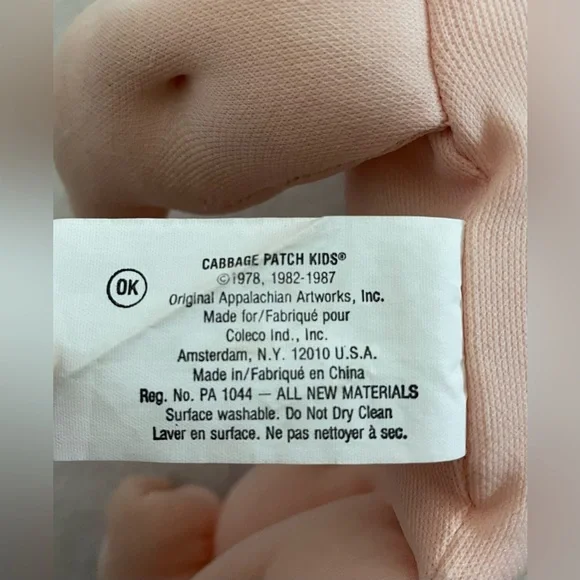 CABBAGE PATCH KIDS®
©1978, 1982-1987
OK
Original Appalachian Artworks, Inc.
Made for/Fabriqué pour
Coleco Ind., Inc.
Amsterdam, N.Y. 12010 U.S.A.
Made in/Fabriqué en China
Reg. No. PA 1044 — ALL NEW MATERIALS
Surface washable. Do Not Dry Clean
Laver en surface. Ne pas nettoyer à sec.